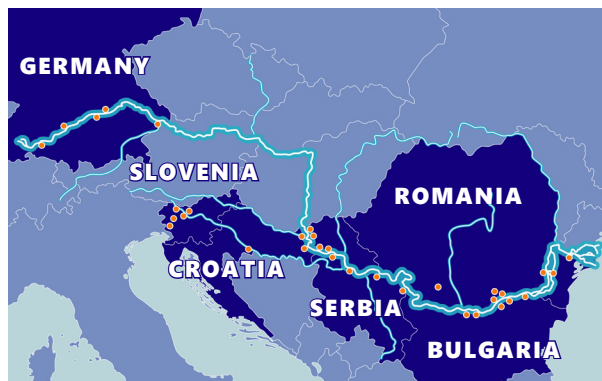 GERMANY
SLOVENIA
ROMANIA
CROATIA
SERBIA
BULGARIA